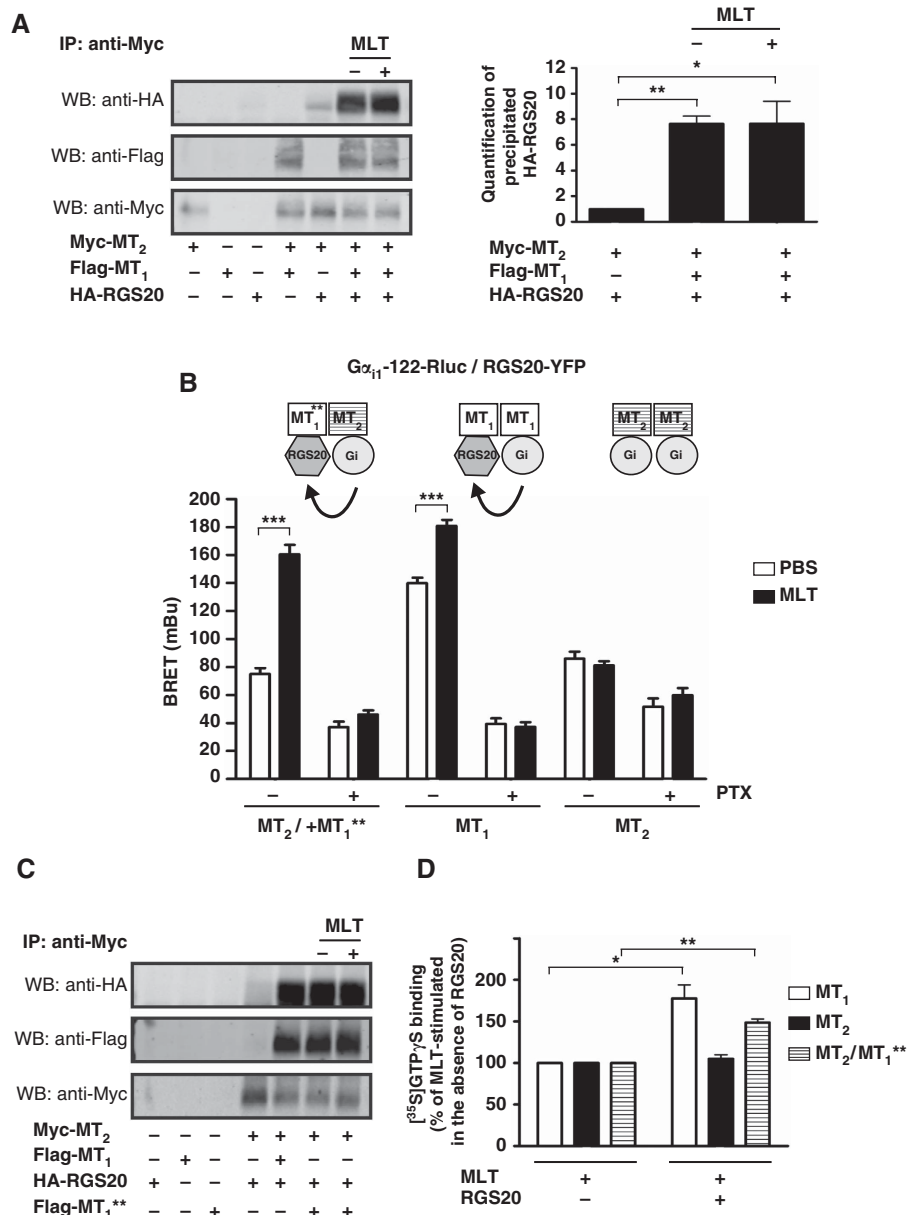 A
IP: anti-Myc
MLT
– +
WB: anti-HA
WB: anti-Flag
WB: anti-Myc
Myc-MT2 + – – + + + +
Flag-MT1 – + – + – + +
HA-RGS20 – – + – + + +
MLT
– +
*
**
Quantification of
precipitated
HA-RGS20
12
10
8
6
4
2
0
Myc-MT2 + + +
Flag-MT1 – + +
HA-RGS20 + + +
B
Gαi1-122-Rluc / RGS20-YFP
MT1** MT2 MT1 MT1 MT2 MT2
RGS20 Gi RGS20 Gi Gi Gi
BRET (mBu)
200
180
160
140
120
100
80
60
40
20
0
*** ***
PBS
MLT
– + – + – + PTX
MT2 / +MT1** MT1 MT2
C
IP: anti-Myc
MLT
– +
WB: anti-HA
WB: anti-Flag
WB: anti-Myc
Myc-MT2 – – – + + + +
Flag-MT1 – + – – + – –
HA-RGS20 + – – + + + +
Flag-MT1** – – + – – + +
D
[35S]GTPγS binding
(% of MLT-stimulated
in the absence of RGS20)
200
150
100
50
0
* **
MT1
MT2
MT2/MT1**
MLT + +
RGS20 – +